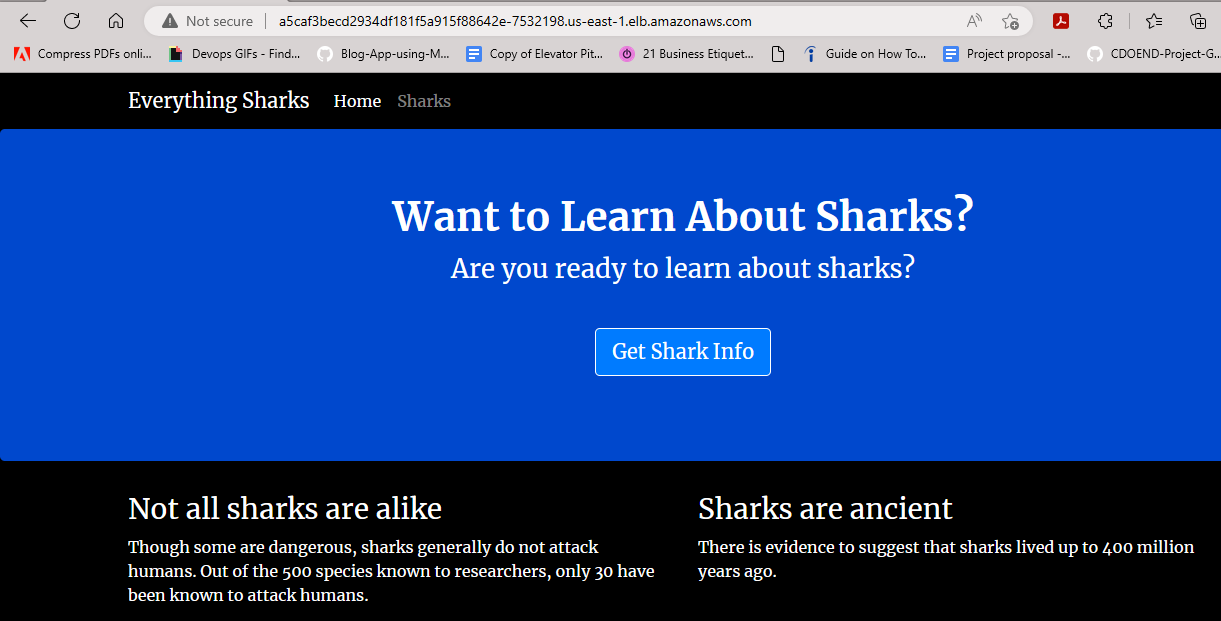 Not secure a5caf3becd2934df181f5a915f88642e-7532198.us-east-1.elb.amazonaws.com
Compress PDFs onli... Devops GIFs - Find... Blog-App-using-M... Copy of Elevator Pit... 21 Business Etiquet... Guide on How To... Project proposal -... CDOEND-Project-G...
Everything Sharks Home Sharks
Want to Learn About Sharks?
Are you ready to learn about sharks?
Get Shark Info
Not all sharks are alike
Though some are dangerous, sharks generally do not attack
humans. Out of the 500 species known to researchers, only 30 have
been known to attack humans.
Sharks are ancient
There is evidence to suggest that sharks lived up to 400 million
years ago.